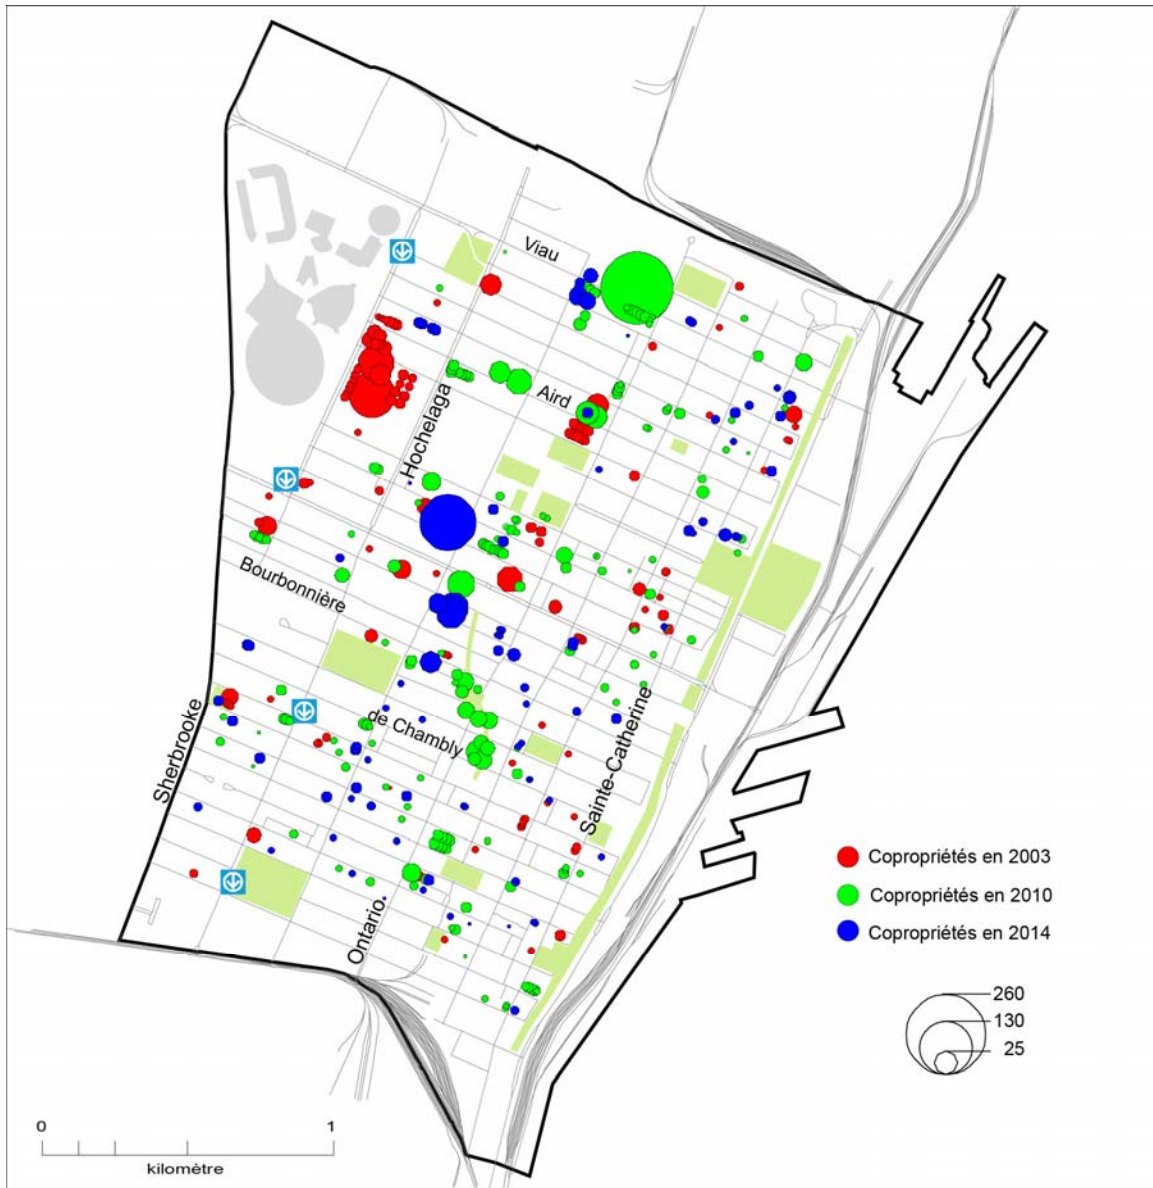 Viau
Aird
Hochelaga
Bourbonnière
de Chambly
Sherbrooke
Sainte-Catherine
Ontario
Copropriétés en 2003
Copropriétés en 2010
Copropriétés en 2014
260
130
25
0 1
kilomètre